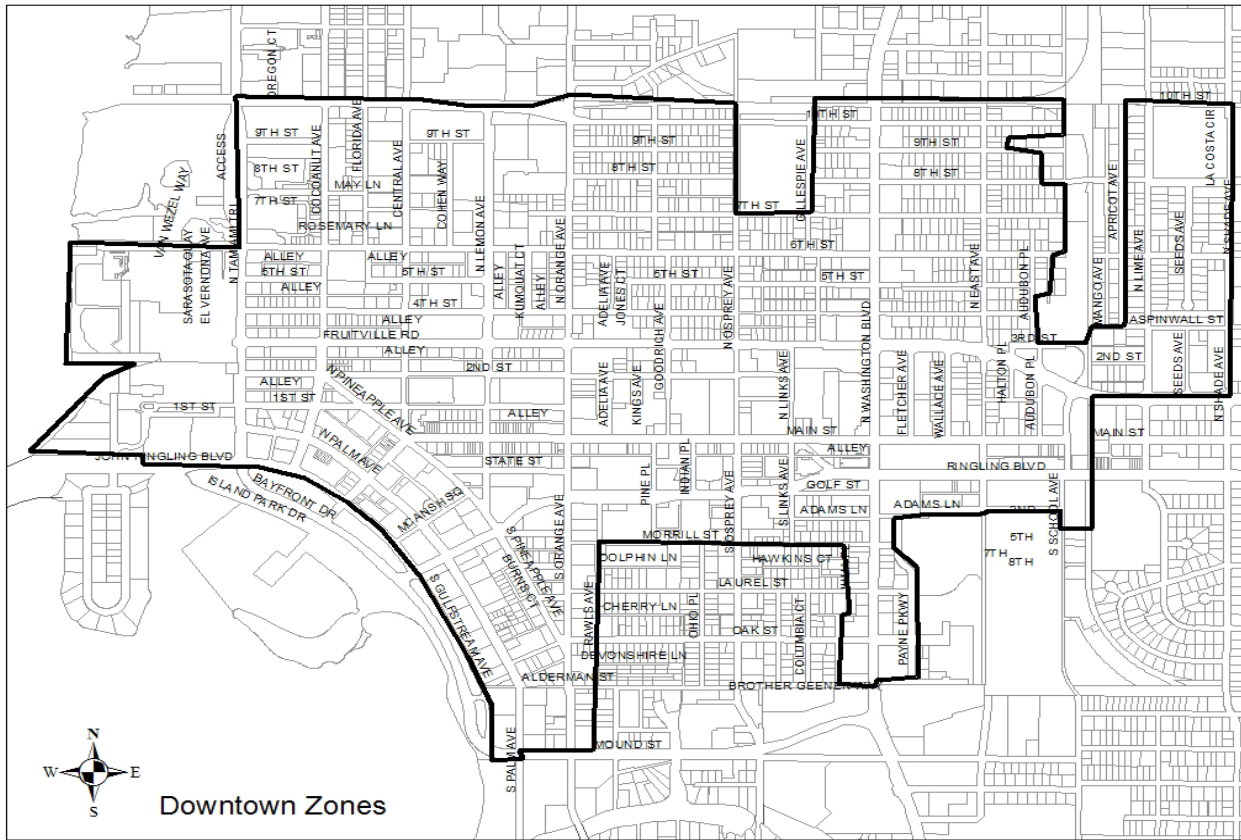 OREGON CT
10TH ST
10TH ST
9TH ST
9TH ST
9TH ST
9TH ST
COCOANUT AVE
FLORIDA AVE
CENTRAL AVE
COHEN WAY
ACCESS
8TH ST
8TH ST
8TH ST
GILLESPIE AVE
LA COSTA CIR
MAY LN
7TH ST
7TH ST
VAN WEZEL WAY
N TAMIAMI TRL
ROSEMARY LN
N LEMON AVE
N ORANGE AVE
6TH ST
APRICOT AVE
N LIME AVE
SEEDS AVE
N SHADE AVE
SARASOTA QUAY
EL VERNONA AVE
ALLEY
ALLEY
5TH ST
5TH ST
5TH ST
5TH ST
ALLEY
ALLEY
KUMQUAT CT
ALLEY
ADELIA AVE
JONES CT
N OSPREY AVE
N EAST AVE
AUDUBON PL
MANGO AVE
4TH ST
ALLEY
FRUITVILLE RD
ALLEY
GOODRICH AVE
N WASHINGTON BLVD
3RD ST
ASPINWALL ST
2ND ST
2ND ST
ALLEY
1ST ST
1ST ST
N PINEAPPLE AVE
ALLEY
ADELIA AVE
KINGS AVE
N LINKS AVE
FLETCHER AVE
WALLACE AVE
HALTON PL
AUDUBON PL
SEEDS AVE
N SHADE AVE
MAIN ST
MAIN ST
N PALM AVE
ALLEY
JOHN RINGLING BLVD
STATE ST
RINGLING BLVD
BAYFRONT DR
ISLAND PARK DR
MCANSH SQ
PINE PL
INDIAN PL
S OSPREY AVE
S LINKS AVE
GOLF ST
ADAMS LN
ADAMS LN
2ND
S SCHOOL AVE
MORRILL ST
S PINEAPPLE AVE
BURNS CT
S ORANGE AVE
DOLPHIN LN
HAWKINS CT
5TH
7TH
8TH
LAUREL ST
S GULFSTREAM AVE
RAWLS AVE
CHERRY LN
OHIO PL
OAK ST
COLUMBIA CT
PAYNE PKWY
DEVONSHIRE LN
ALDERMAN ST
BROTHER GEENEN WAY
S PALM AVE
MOUND ST
N
W
E
S
Downtown Zones